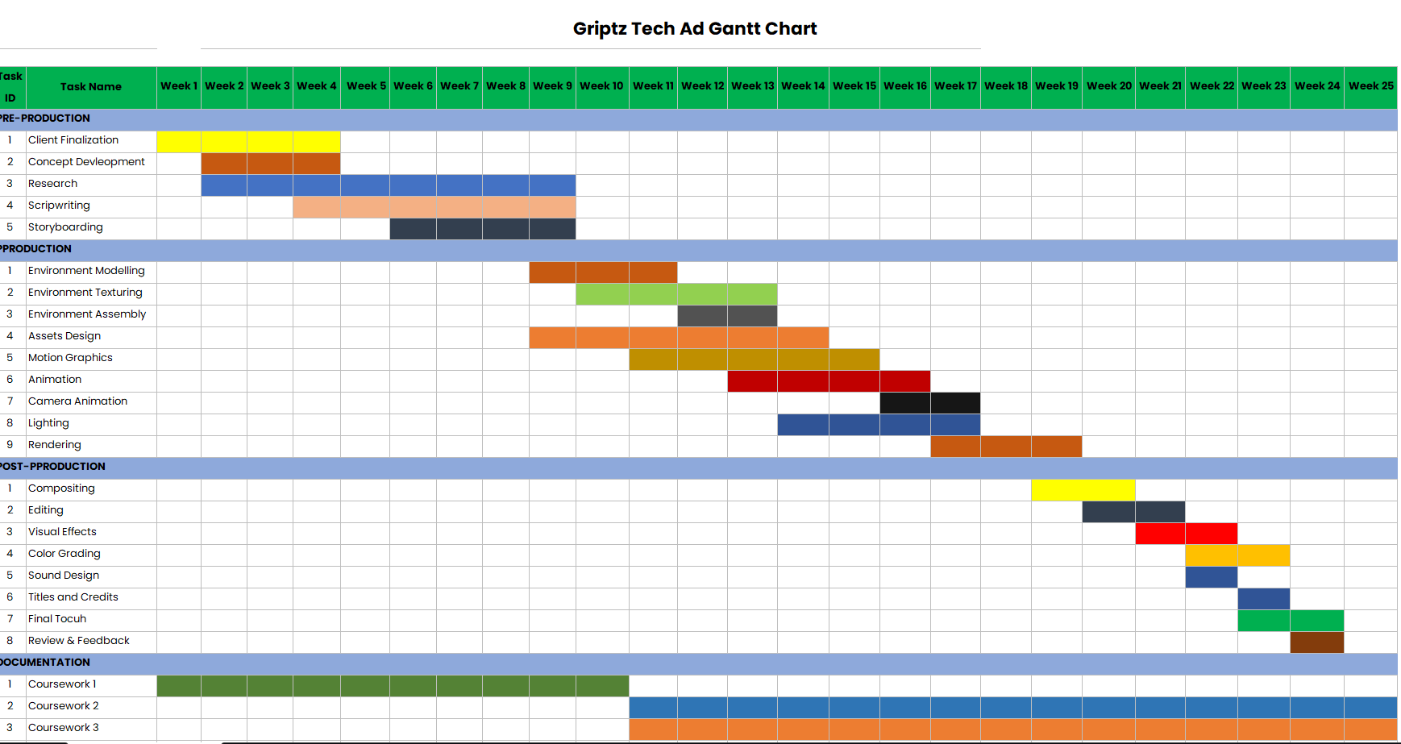 Griptz Tech Ad Gantt Chart
Task ID Task Name Week 1 Week 2 Week 3 Week 4 Week 5 Week 6 Week 7 Week 8 Week 9 Week 10 Week 11 Week 12 Week 13 Week 14 Week 15 Week 16 Week 17 Week 18 Week 19 Week 20 Week 21 Week 22 Week 23 Week 24 Week 25
PRE-PRODUCTION
1 Client Finalization
2 Concept Devleopment
3 Research
4 Scripwriting
5 Storyboarding
PPRODUCTION
1 Environment Modelling
2 Environment Texturing
3 Environment Assembly
4 Assets Design
5 Motion Graphics
6 Animation
7 Camera Animation
8 Lighting
9 Rendering
POST-PPRODUCTION
1 Compositing
2 Editing
3 Visual Effects
4 Color Grading
5 Sound Design
6 Titles and Credits
7 Final Tocuh
8 Review & Feedback
DOCUMENTATION
1 Coursework 1
2 Coursework 2
3 Coursework 3